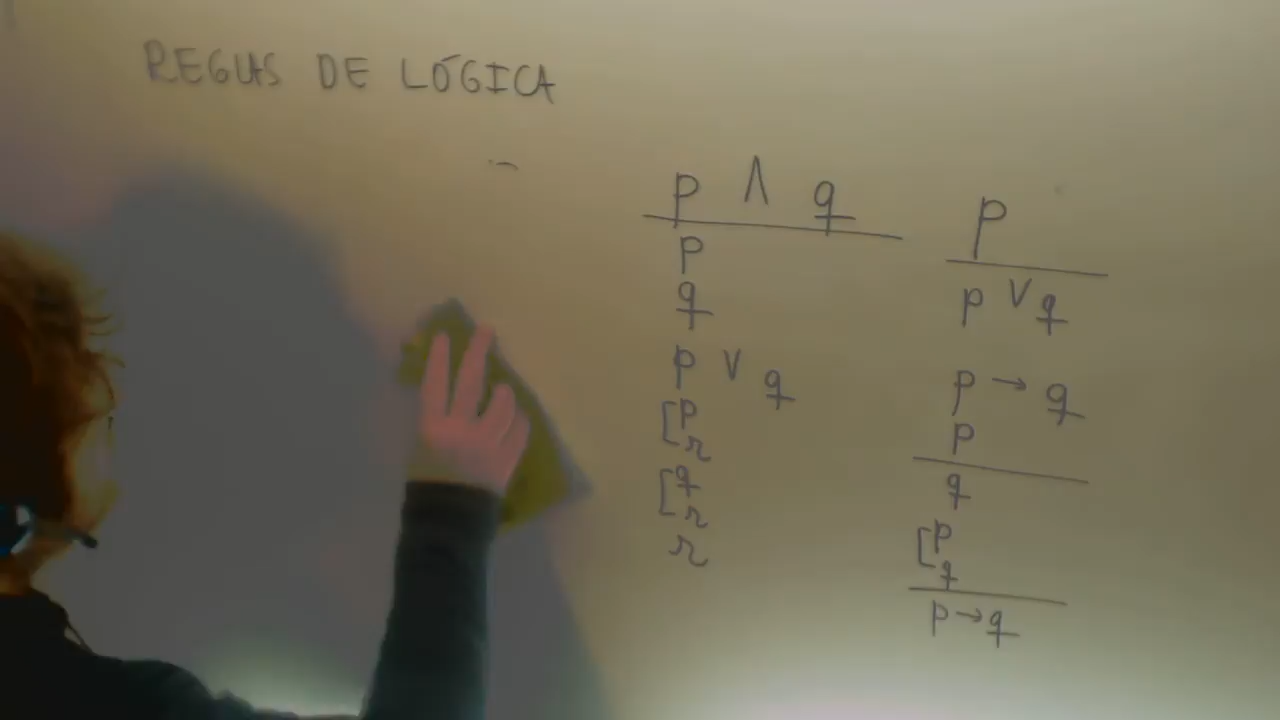 REGLAS DE LÓGICA
p ∧ q
p
q
p ∨ q
[p
r
[q
r
r
p
p ∨ q
p → q
p
q
[p
q
p → q